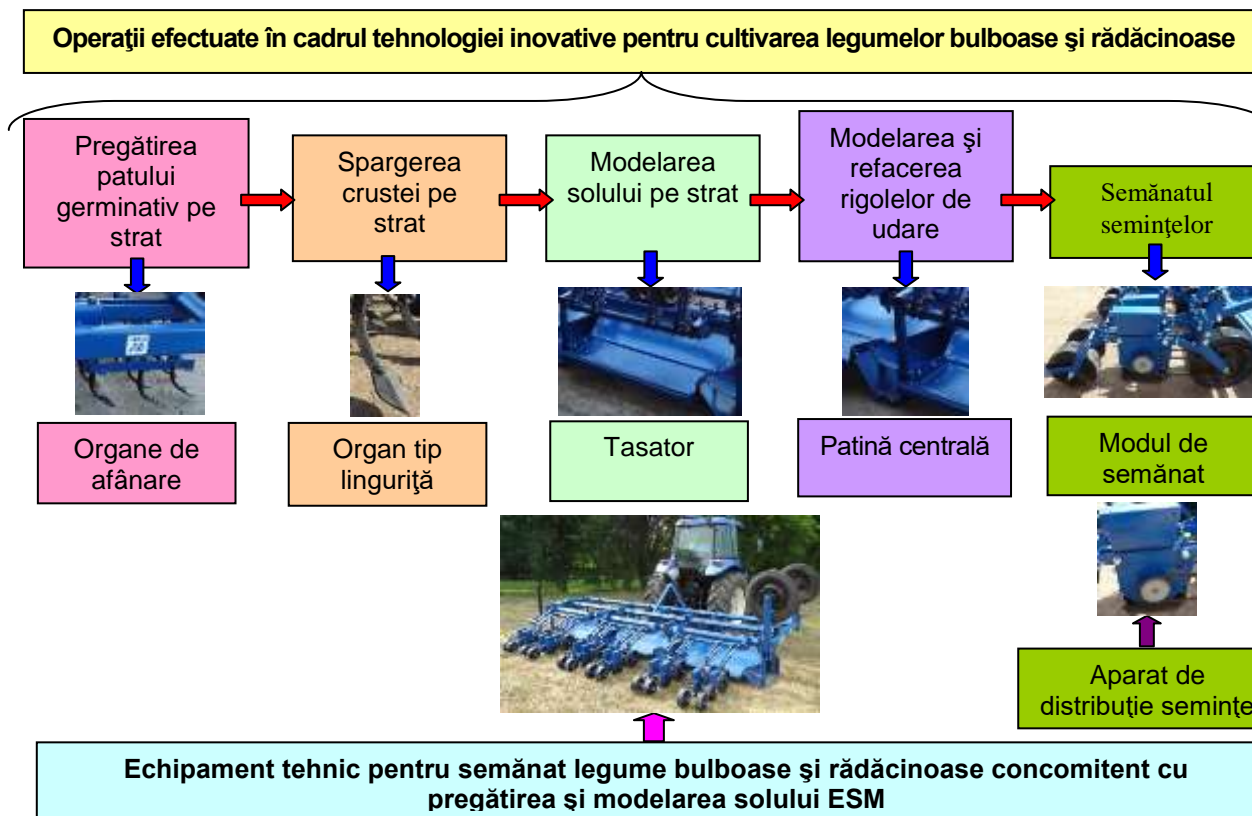 Operaţii efectuate în cadrul tehnologiei inovative pentru cultivarea legumelor bulboase şi rădăcinoase
Pregătirea
patului
germinativ pe
strat
Spargerea
crustei pe
strat
Modelarea
solului pe strat
Modelarea şi
refacerea
rigolelor de
udare
Semănatul
seminţelor
Organe de
afânare
Organ tip
linguriţă
Tasator
Patină centrală
Modul de
semănat
Aparat de
distribuţie seminţe
Echipament tehnic pentru semănat legume bulboase şi rădăcinoase concomitent cu
pregătirea şi modelarea solului ESM